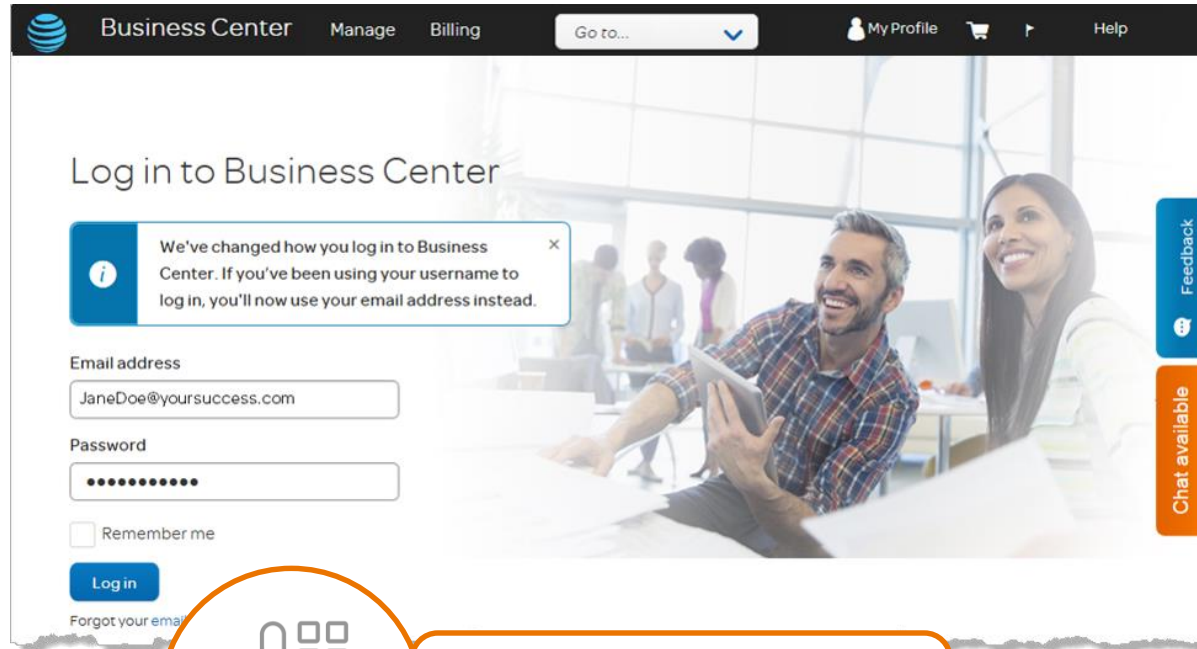 Business Center Manage Billing Go to... My Profile Help
Log in to Business Center
We've changed how you log in to Business
Center. If you've been using your username to
log in, you'll now use your email address instead.
Email address
JaneDoe@yoursuccess.com
Password
Remember me
Log in
Forgot your email
Feedback
Chat available